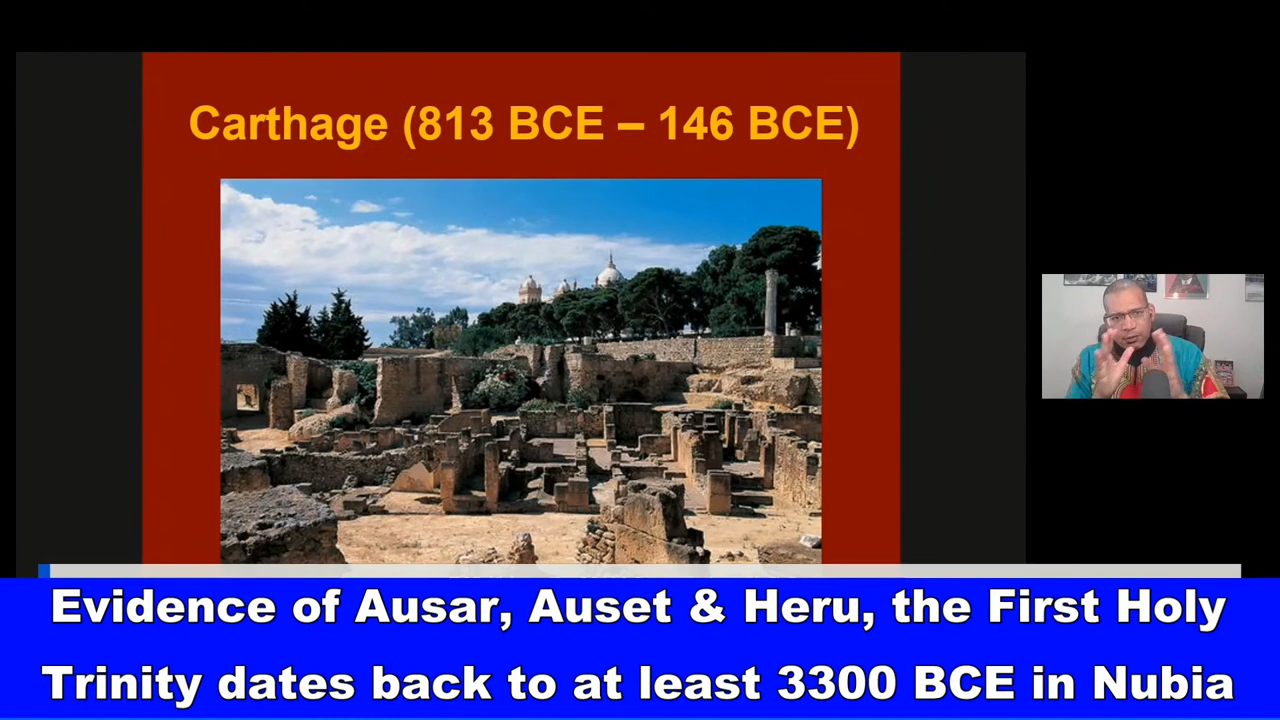 Carthage (813 BCE – 146 BCE)
Evidence of Ausar, Auset & Heru, the First Holy
Trinity dates back to at least 3300 BCE in Nubia